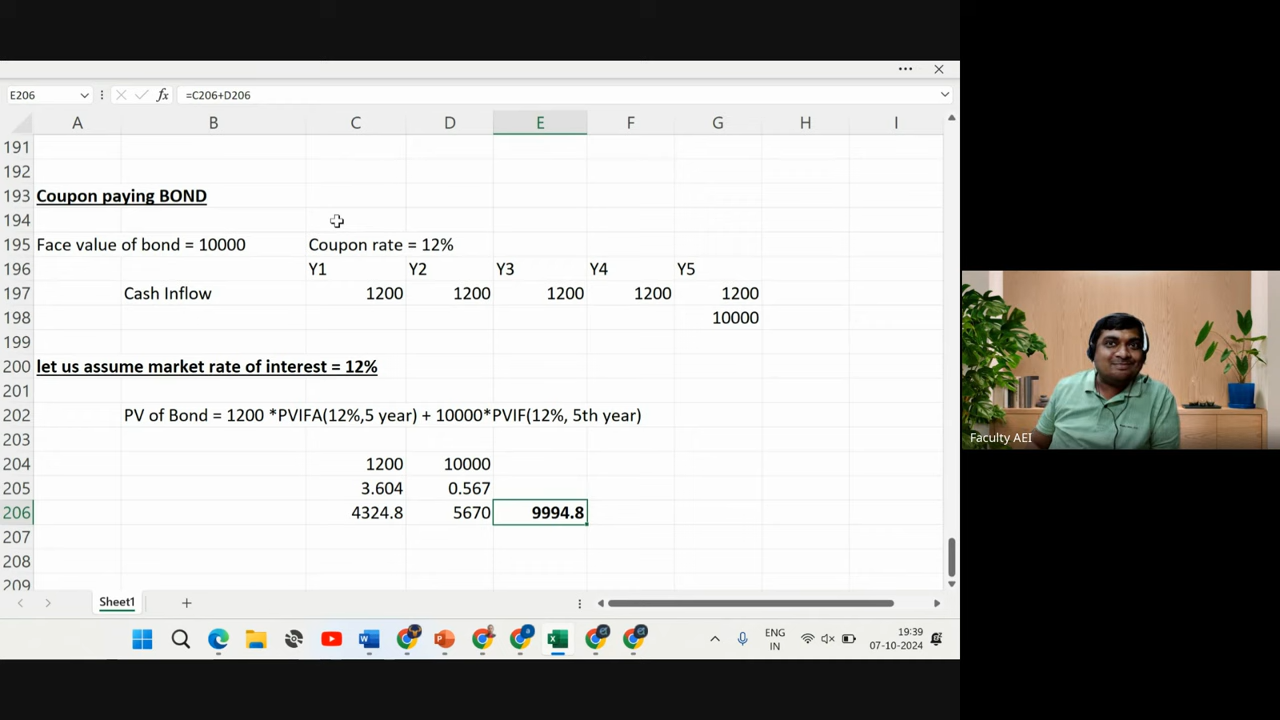 E206 =C206+D206
A B C D E F G H I
191
192
193 Coupon paying BOND
194
195 Face value of bond = 10000 Coupon rate = 12%
196 Y1 Y2 Y3 Y4 Y5
197 Cash Inflow 1200 1200 1200 1200 1200
198 10000
199
200 let us assume market rate of interest = 12%
201
202 PV of Bond = 1200 *PVIFA(12%,5 year) + 10000*PVIF(12%, 5th year)
203
204 1200 10000
205 3.604 0.567
206 4324.8 5670 9994.8
207
208
209
Faculty AEI
Sheet1
ENG 19:39
IN 07-10-2024